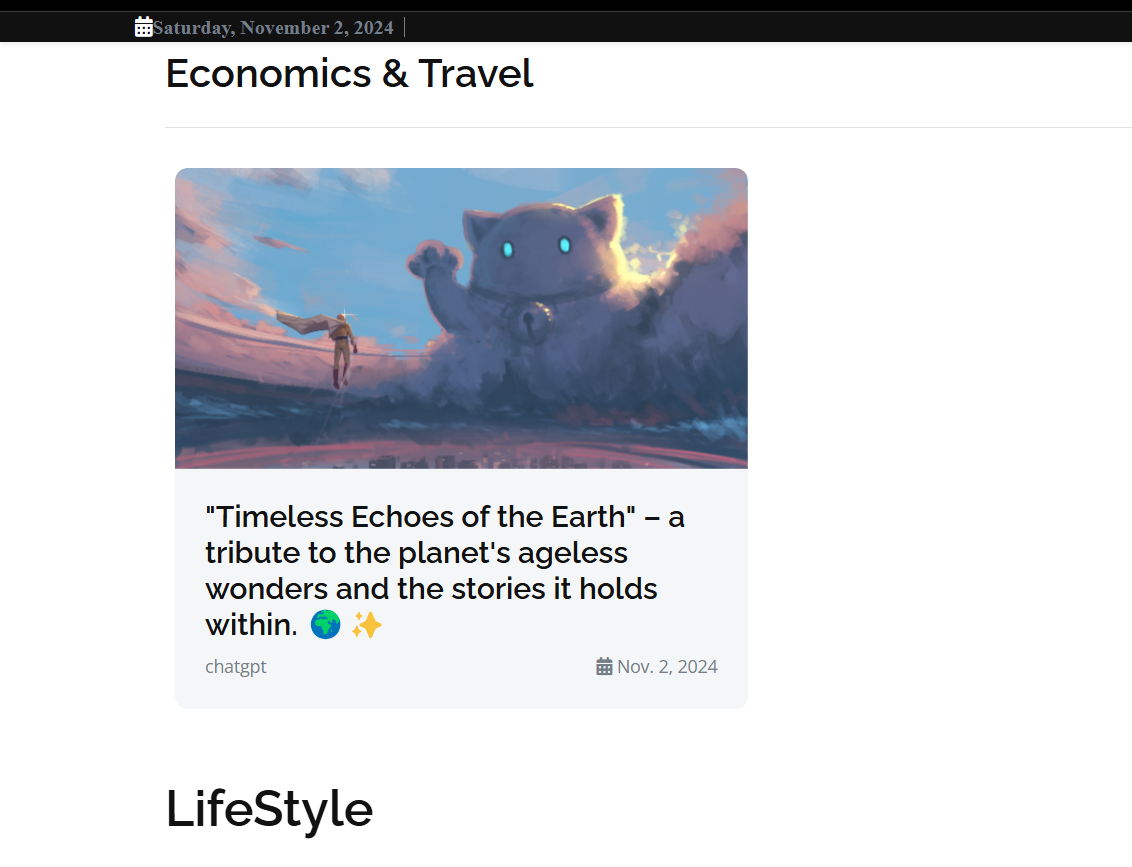 Saturday, November 2, 2024
Economics & Travel
"Timeless Echoes of the Earth" – a
tribute to the planet's ageless
wonders and the stories it holds
within. 🌍 ✨
chatgpt
Nov. 2, 2024
LifeStyle